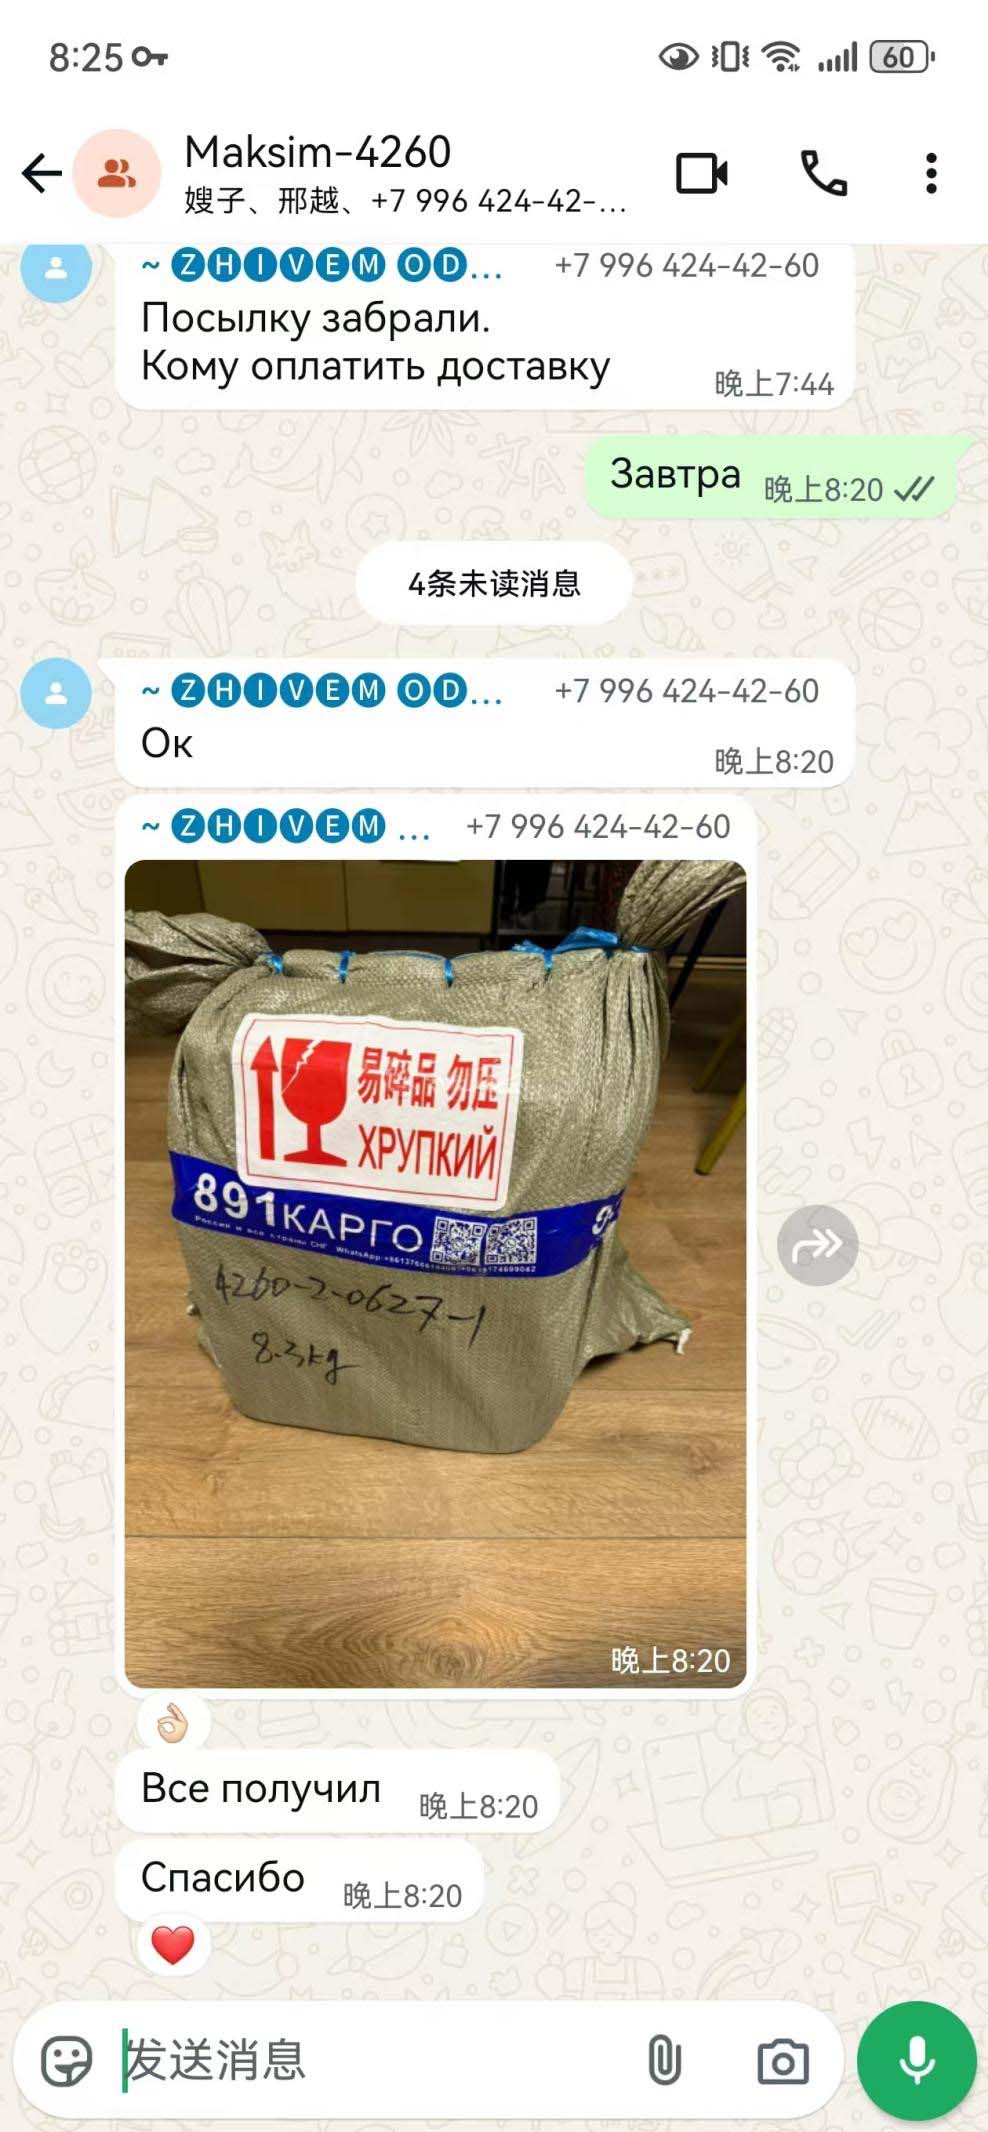 8:25
60
Maksim-4260
嫂子、邢越、+7 996 424-42-...
~ ZHIVEM OD... +7 996 424-42-60
Посылку забрали.
Кому оплатить доставку
晚上7:44
Завтра 晚上8:20
4条未读消息
~ ZHIVEM OD... +7 996 424-42-60
Ок
晚上8:20
~ ZHIVEM ... +7 996 424-42-60
易碎品 勿压
ХРУПКИЙ
891КАРГО
Россия и все страны СНГ WhatsApp:
4260-2-0627-1
8.3kg
晚上8:20
Все получил 晚上8:20
Спасибо 晚上8:20
发送消息